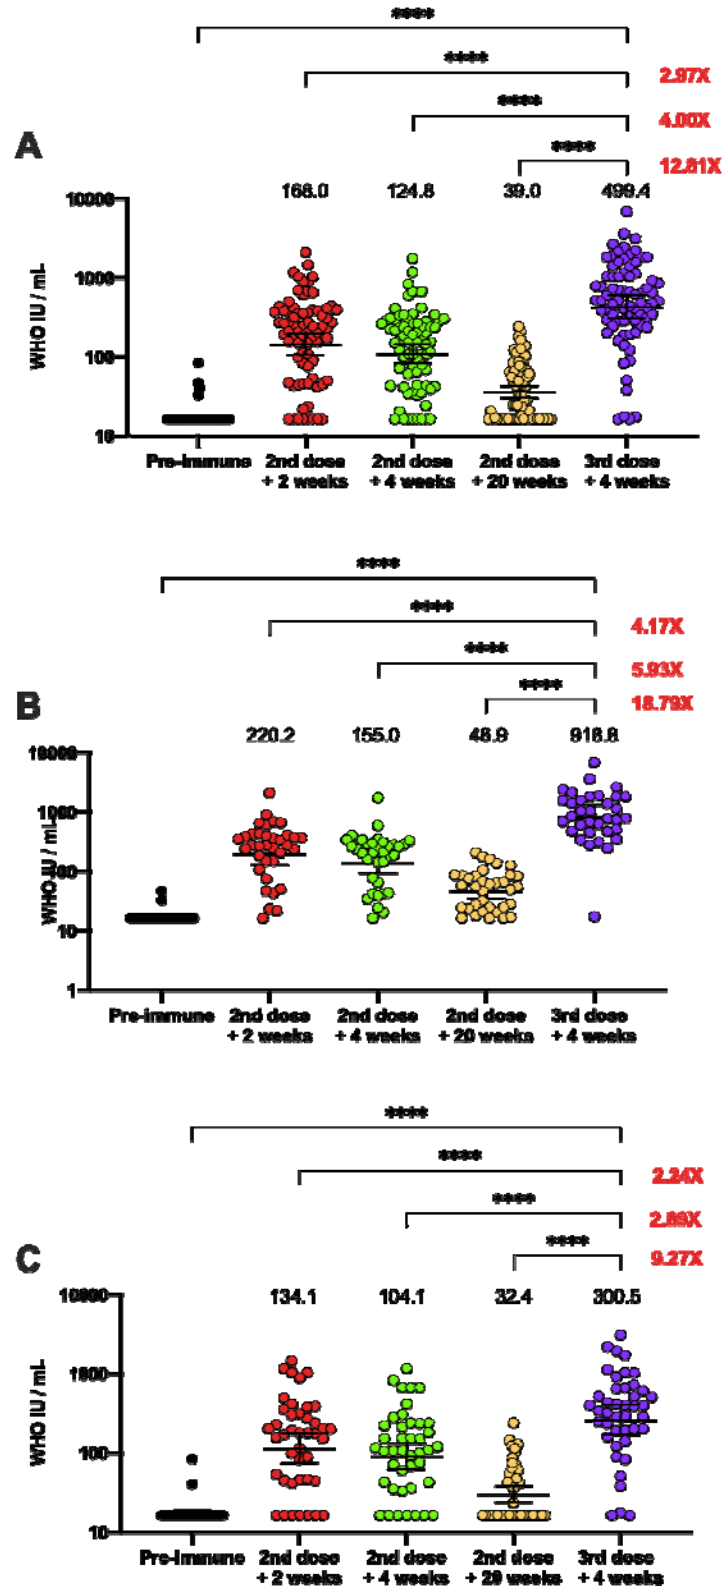 ****
****
2.97X
****
4.00X
****
12.81X
A
168.0 124.8 39.0 499.4
10000
1000
WHO IU / mL
100
10
Pre-immune 2nd dose + 2 weeks 2nd dose + 4 weeks 2nd dose + 20 weeks 3rd dose + 4 weeks
****
****
4.17X
****
5.93X
****
18.79X
B
220.2 155.0 48.9 918.8
10000
1000
WHO IU / mL
100
10
1
Pre-immune 2nd dose + 2 weeks 2nd dose + 4 weeks 2nd dose + 20 weeks 3rd dose + 4 weeks
****
****
2.24X
****
2.89X
****
9.27X
C
134.1 104.1 32.4 300.5
10000
1000
WHO IU / mL
100
10
Pre-immune 2nd dose + 2 weeks 2nd dose + 4 weeks 2nd dose + 20 weeks 3rd dose + 4 weeks